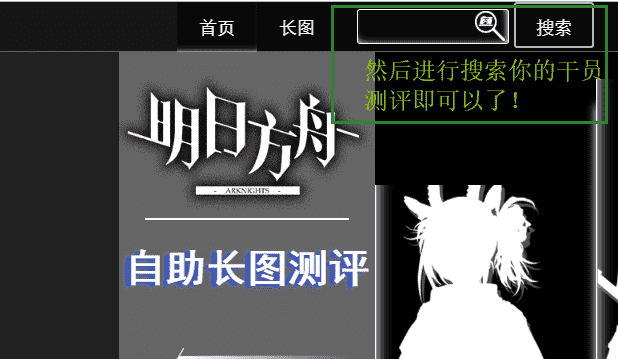 首页 长图 搜索
然后进行搜索你的干员
测评即可以了！
明日方舟
- ARKNIGHTS -
自助长图测评